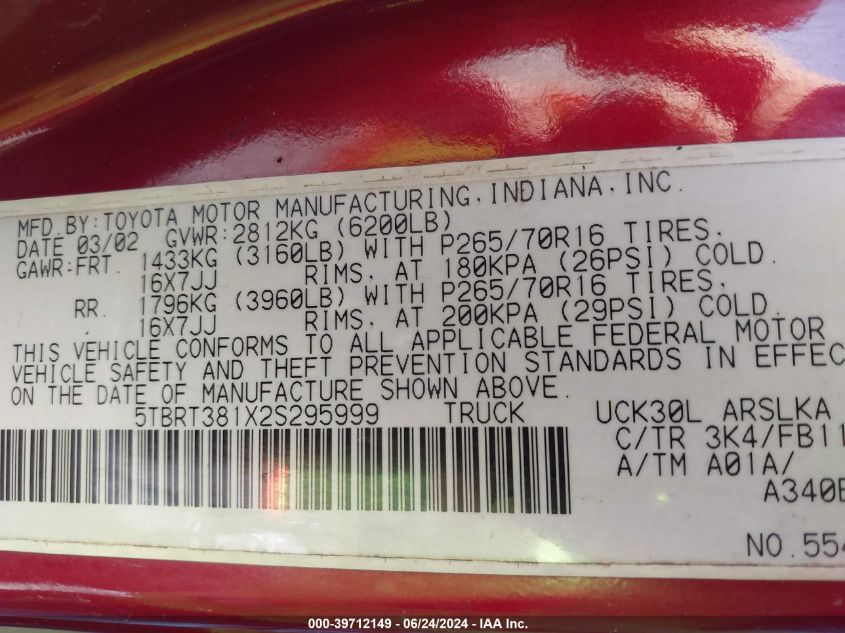 MFD.BY:TOYOTA MOTOR MANUFACTURING,INDIANA,INC.
DATE 03/02 GVWR:2812KG (6200LB)
GAWR:FRT. 1433KG (3160LB) WITH P265/70R16 TIRES,
16X7JJ RIMS, AT 180KPA (26PSI) COLD.
RR. 1796KG (3960LB) WITH P265/70R16 TIRES,
16X7JJ RIMS, AT 200KPA (29PSI) COLD.
THIS VEHICLE CONFORMS TO ALL APPLICABLE FEDERAL MOTOR
VEHICLE SAFETY AND THEFT PREVENTION STANDARDS IN EFFEC
ON THE DATE OF MANUFACTURE SHOWN ABOVE.
5TBRT381X2S295999 TRUCK UCK30L ARSLKA
C/TR 3K4/FB11
A/TM A01A/
A340E
NO.554
000-39712149 - 06/24/2024 - IAA Inc.